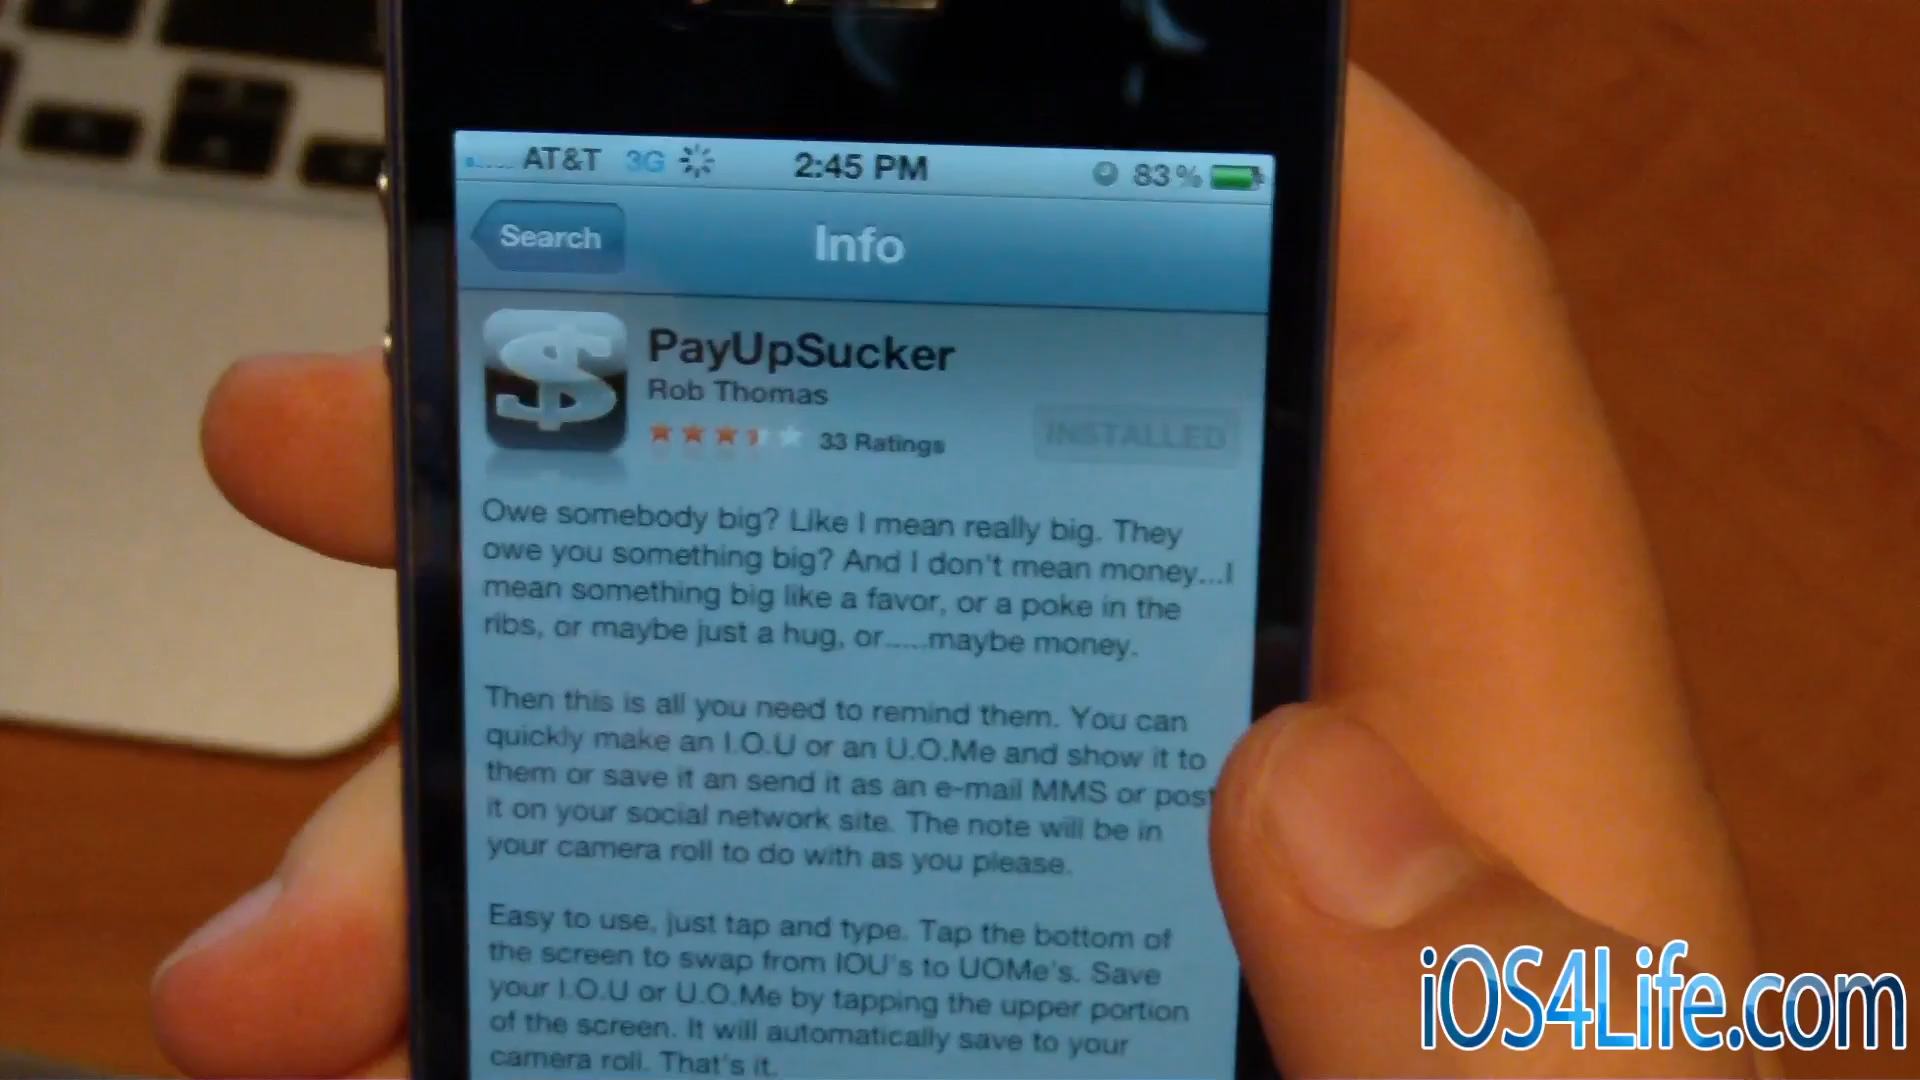 AT&T 3G 2:45 PM 83%
Search Info
PayUpSucker
Rob Thomas
33 Ratings INSTALLED
Owe somebody big? Like I mean really big. They
owe you something big? And I don't mean money...I
mean something big like a favor, or a poke in the
ribs, or maybe just a hug, or.....maybe money.
Then this is all you need to remind them. You can
quickly make an I.O.U or an U.O.Me and show it to
them or save it an send it as an e-mail MMS or post
it on your social network site. The note will be in
your camera roll to do with as you please.
Easy to use, just tap and type. Tap the bottom of
the screen to swap from IOU's to UOMe's. Save
your I.O.U or U.O.Me by tapping the upper portion
of the screen. It will automatically save to your
camera roll. That's it.
iOS4Life.com